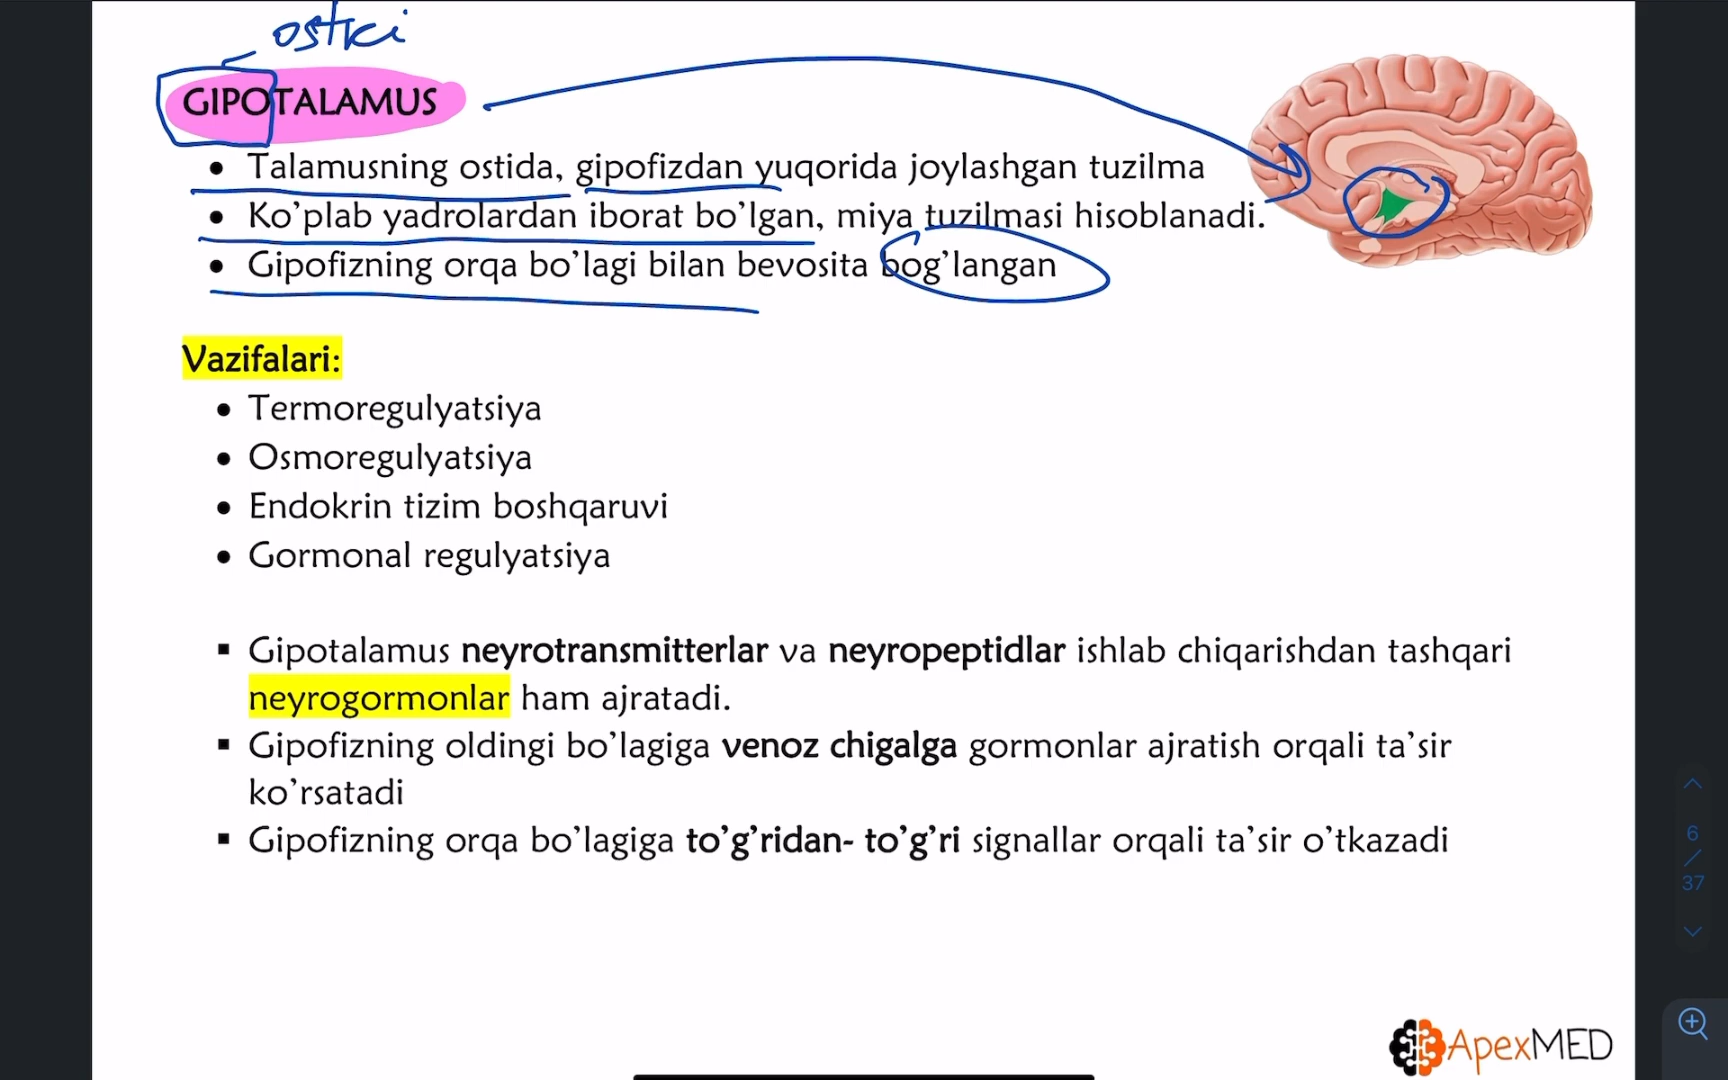 ostki
GIPOTALAMUS
• Talamusning ostida, gipofizdan yuqorida joylashgan tuzilma
• Ko’plab yadrolardan iborat bo’lgan, miya tuzilmasi hisoblanadi.
• Gipofizning orqa bo’lagi bilan bevosita bog’langan
Vazifalari:
• Termoregulyatsiya
• Osmoregulyatsiya
• Endokrin tizim boshqaruvi
• Gormonal regulyatsiya
▪ Gipotalamus neyrotransmitterlar va neyropeptidlar ishlab chiqarishdan tashqari
neyrogormonlar ham ajratadi.
▪ Gipofizning oldingi bo’lagiga venoz chigalga gormonlar ajratish orqali ta’sir
ko’rsatadi
▪ Gipofizning orqa bo’lagiga to’g’ridan- to’g’ri signallar orqali ta’sir o’tkazadi
6
/
37
ApexMED